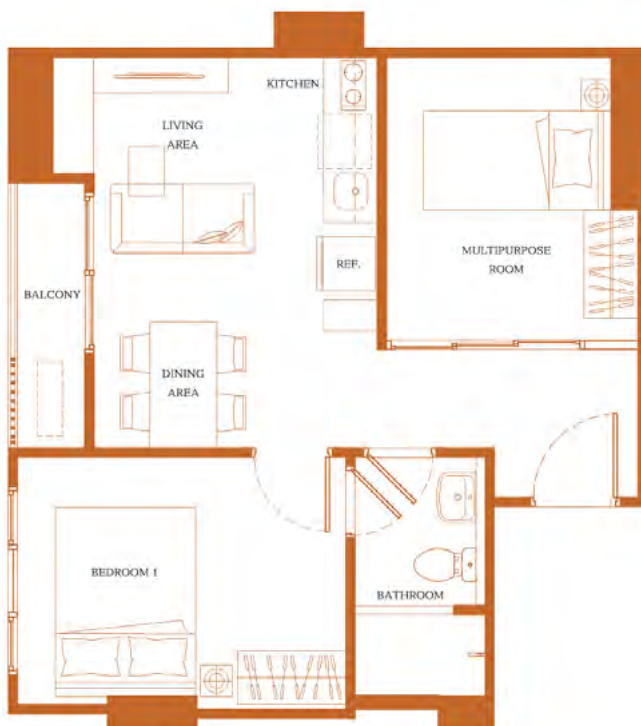 KITCHEN
LIVING
AREA
MULTIPURPOSE
ROOM
REF.
BALCONY
DINING
AREA
BEDROOM 1
BATHROOM